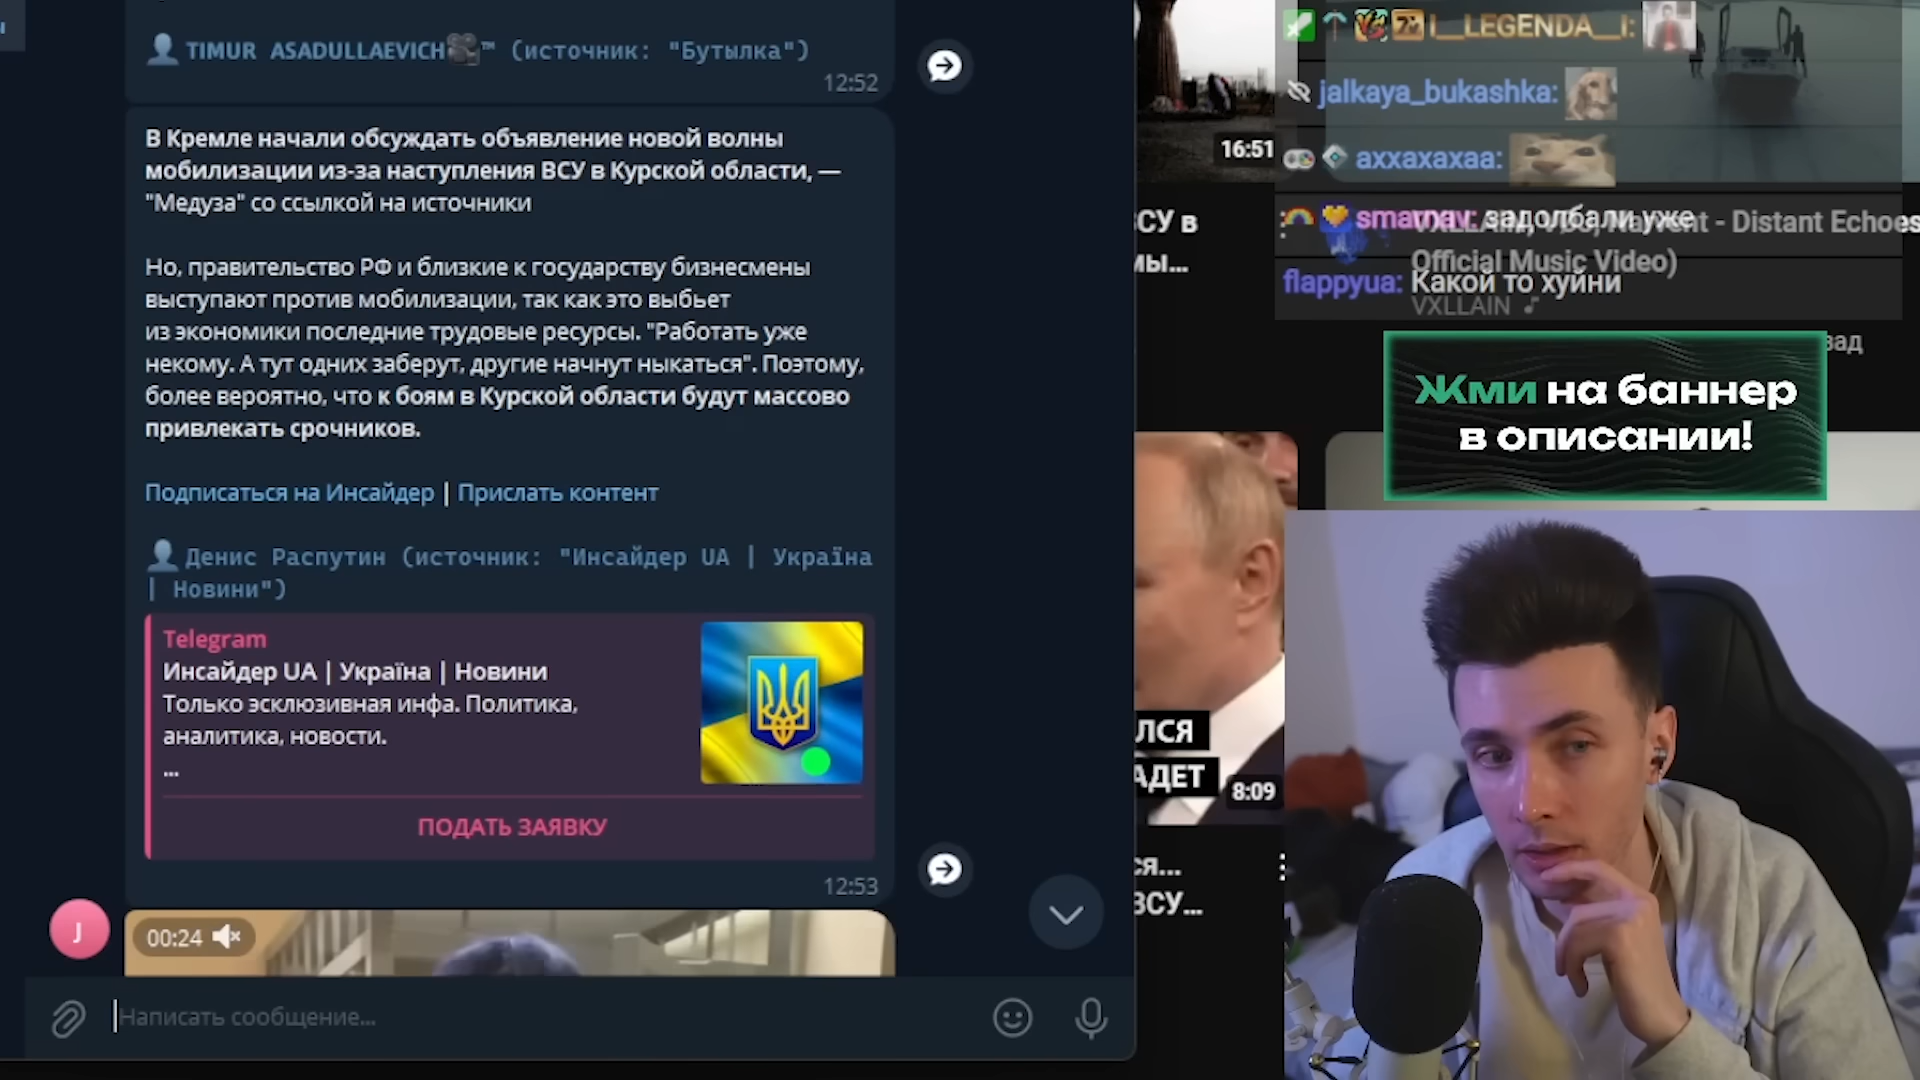 TIMUR ASADULLAEVICH™ (источник: "Бутылка")
12:52
В Кремле начали обсуждать объявление новой волны
мобилизации из-за наступления ВСУ в Курской области, —
"Медуза" со ссылкой на источники
Но, правительство РФ и близкие к государству бизнесмены
выступают против мобилизации, так как это выбьет
из экономики последние трудовые ресурсы. "Работать уже
некому. А тут одних заберут, другие начнут ныкаться". Поэтому,
более вероятно, что к боям в Курской области будут массово
привлекать срочников.
Подписаться на Инсайдер | Прислать контент
Денис Распутин (источник: "Инсайдер UA | Україна
| Новини")
Telegram
Инсайдер UA | Україна | Новини
Только эсклюзивная инфа. Политика,
аналитика, новости.
...
ПОДАТЬ ЗАЯВКУ
12:53
J
00:24
Написать сообщение...
16:51
ВСУ в
мы...
ЛСЯ
АДЕТ
8:09
ся...
ВСУ...
I__LEGENDA__I:
jalkaya_bukashka:
аххахахаа:
задолбали уже
- Distant Echoes
Official Music Video)
flappyua: Какой то хуйни
VXLLAIN
зад
Жми на баннер
в описании!